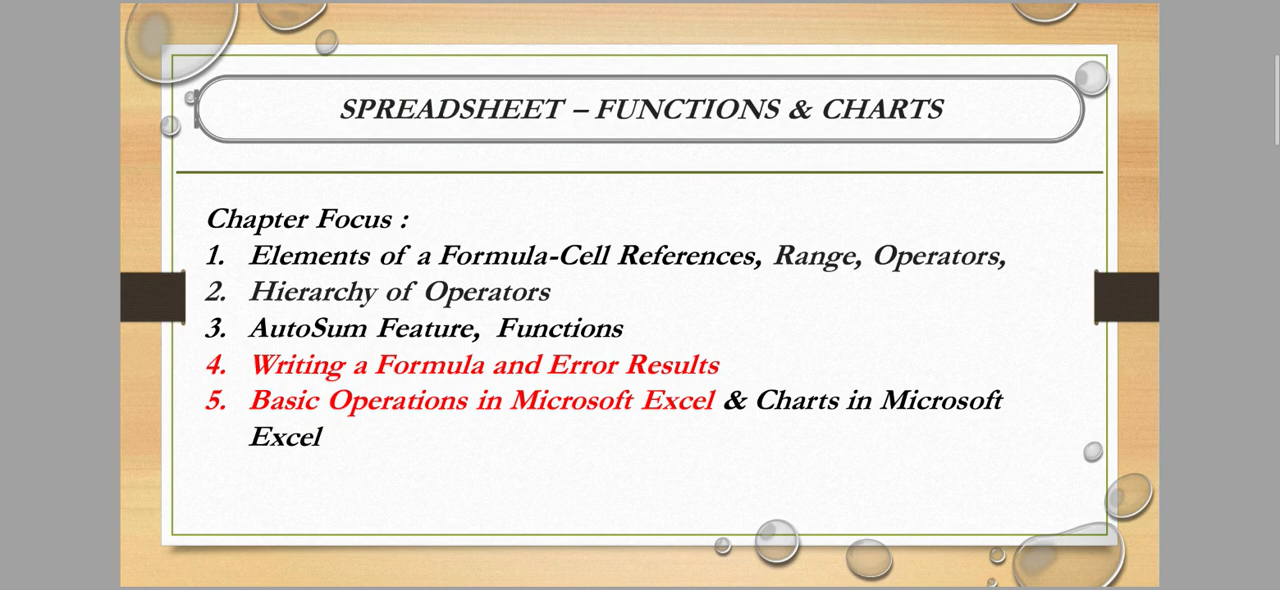 SPREADSHEET – FUNCTIONS & CHARTS
Chapter Focus :
1. Elements of a Formula-Cell References, Range, Operators,
2. Hierarchy of Operators
3. AutoSum Feature, Functions
4. Writing a Formula and Error Results
5. Basic Operations in Microsoft Excel & Charts in Microsoft
Excel